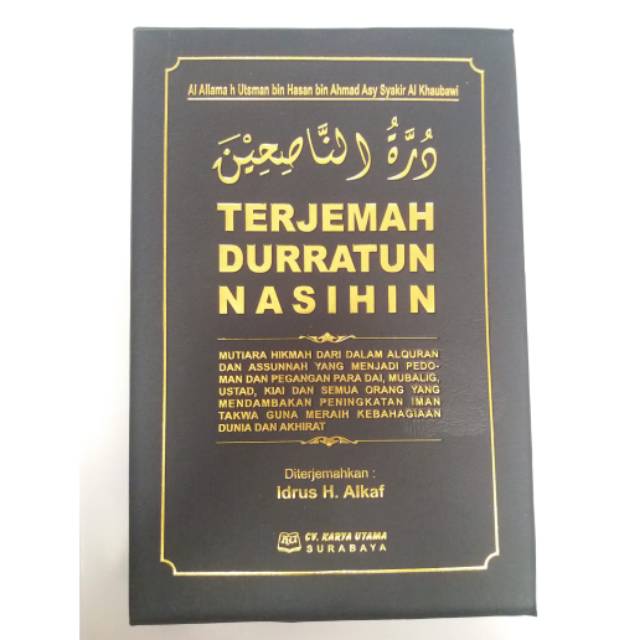 Al Allama h Utsman bin Hasan bin Ahmad Asy Syakir Al Khaubawi
دُرَّةُ النَّاصِحِيْنَ
TERJEMAH
DURRATUN
NASIHIN
MUTIARA HIKMAH DARI DALAM ALQURAN
DAN ASSUNNAH YANG MENJADI PEDO-
MAN DAN PEGANGAN PARA DAI, MUBALIG,
USTAD, KIAI DAN SEMUA ORANG YANG
MENDAMBAKAN PENINGKATAN IMAN
TAKWA GUNA MERAIH KEBAHAGIAAN
DUNIA DAN AKHIRAT
Diterjemahkan :
Idrus H. Alkaf
CV. KARYA UTAMA
SURABAYA